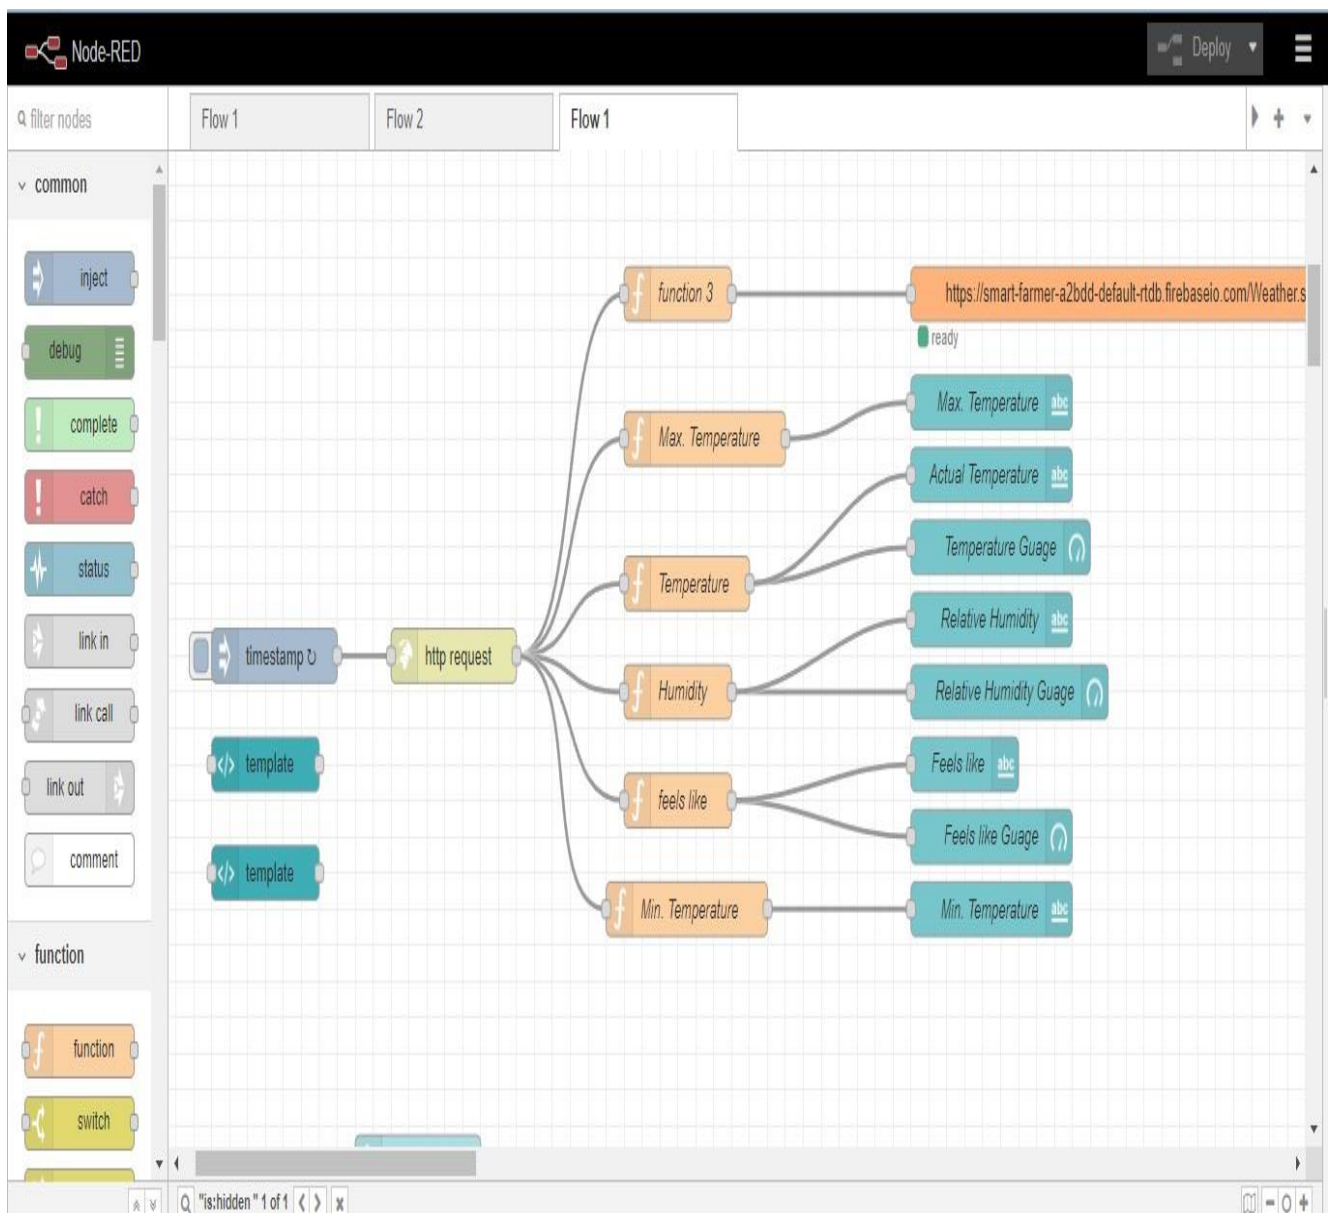 Node-RED
Deploy
filter nodes
Flow 1
Flow 2
Flow 1
common
inject
debug
complete
catch
status
link in
link call
link out
comment
function
function
switch
timestamp ↻
http request
template
template
function 3
Max. Temperature
Temperature
Humidity
feels like
Min. Temperature
https://smart-farmer-a2bdd-default-rtdb.firebaseio.com/Weather.s
ready
Max. Temperature abc
Actual Temperature abc
Temperature Guage
Relative Humidity abc
Relative Humidity Guage
Feels like abc
Feels like Guage
Min. Temperature abc
"is:hidden " 1 of 1